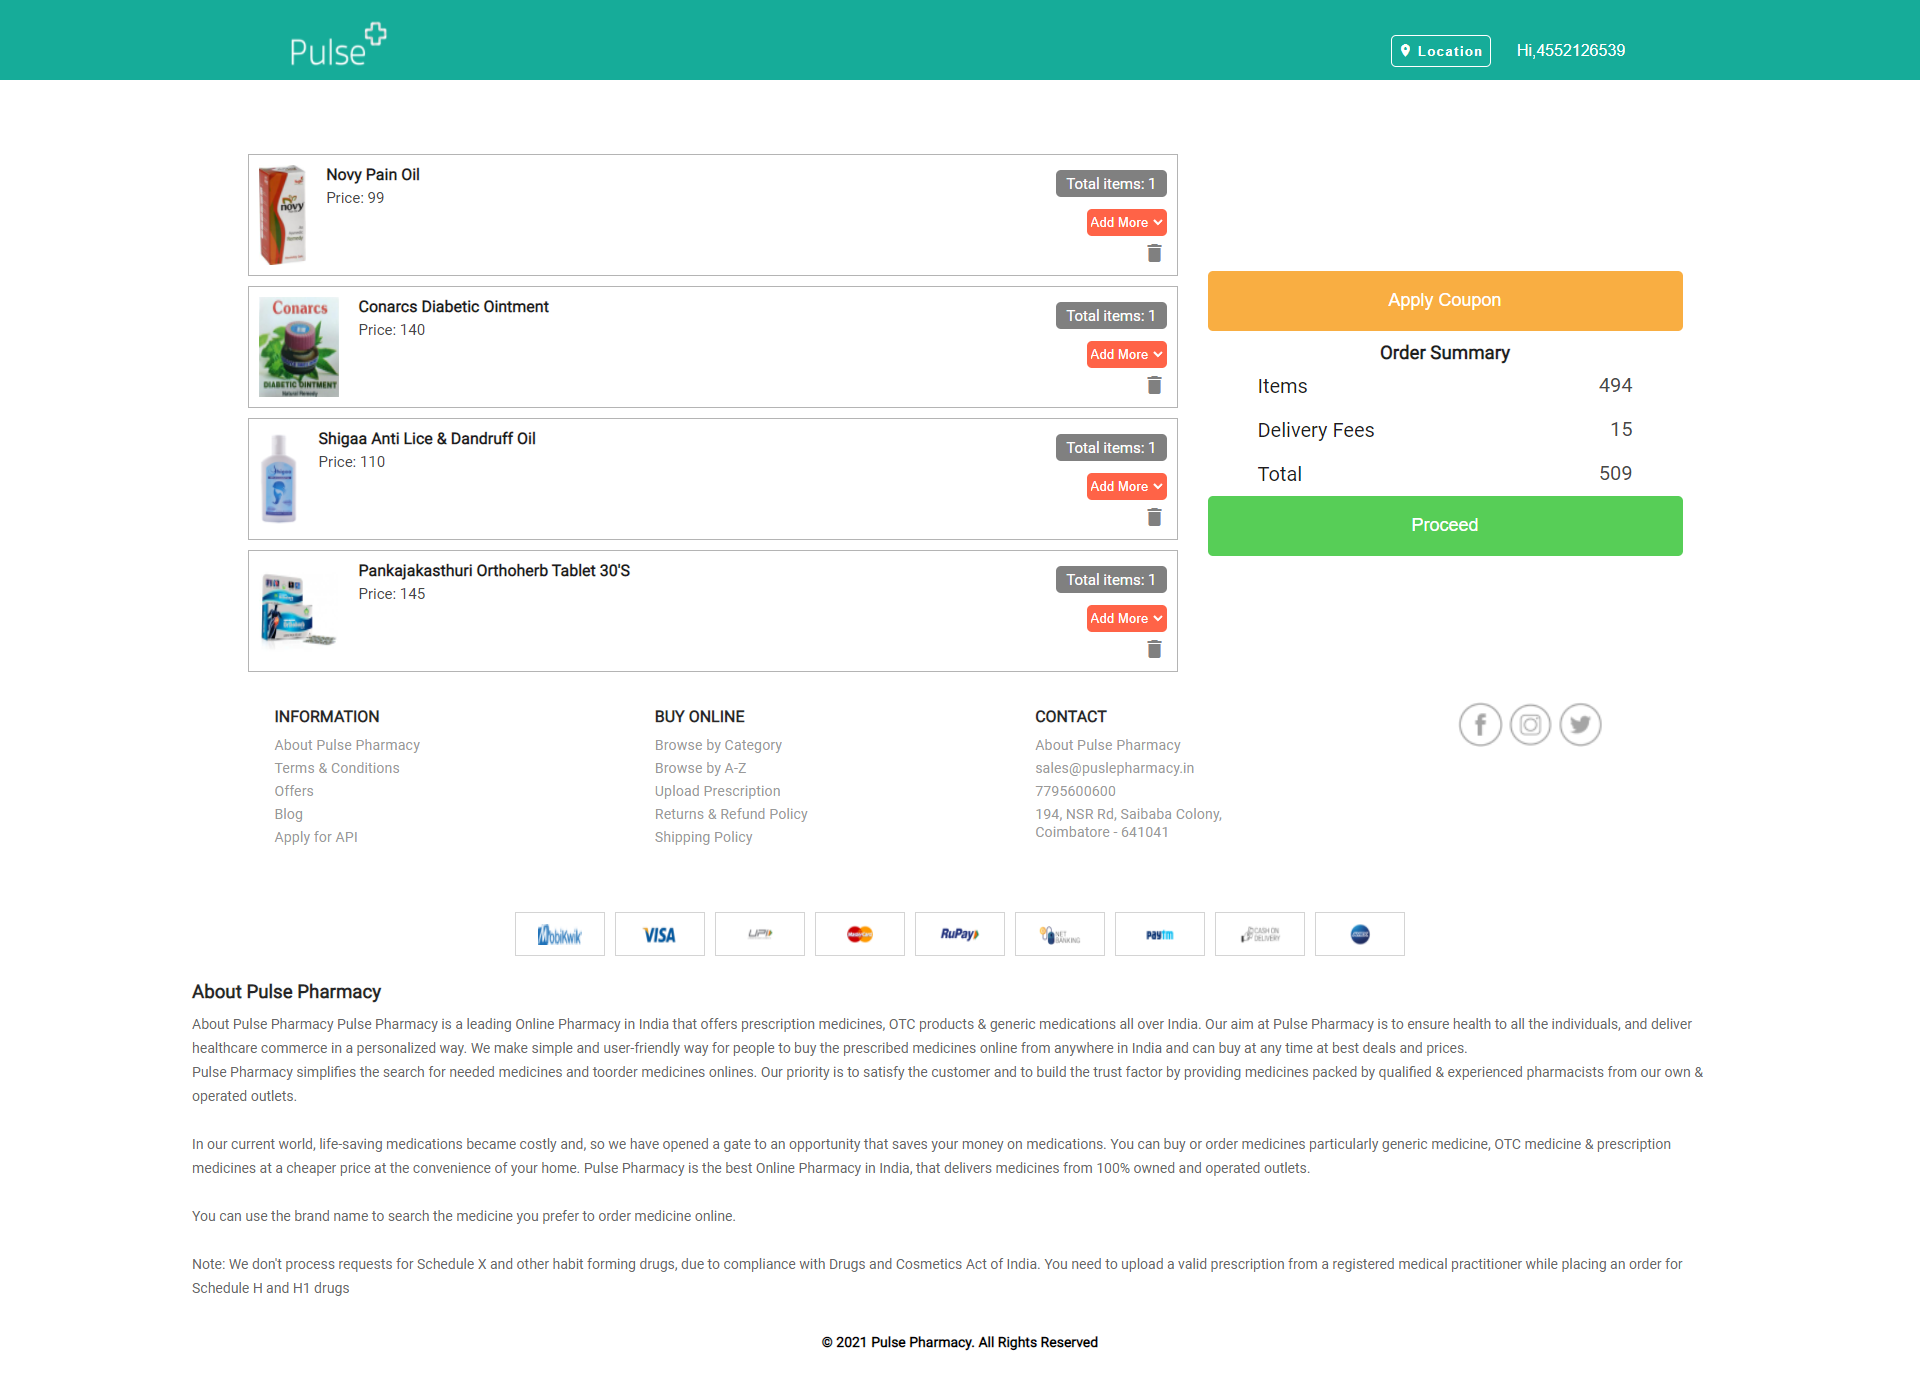 Pulse
Location
Hi,4552126539
novy
Novy Pain Oil
Price: 99
Total items: 1
Add More
Conarcs
DIABETIC OINTMENT
Natural Remedy
Conarcs Diabetic Ointment
Price: 140
Total items: 1
Add More
Shigaa
Shigaa Anti Lice & Dandruff Oil
Price: 110
Total items: 1
Add More
Pankajakasthuri Orthoherb Tablet 30'S
Price: 145
Total items: 1
Add More
Apply Coupon
Order Summary
Items 494
Delivery Fees 15
Total 509
Proceed
INFORMATION
About Pulse Pharmacy
Terms & Conditions
Offers
Blog
Apply for API
BUY ONLINE
Browse by Category
Browse by A-Z
Upload Prescription
Returns & Refund Policy
Shipping Policy
CONTACT
About Pulse Pharmacy
sales@puslepharmacy.in
7795600600
194, NSR Rd, Saibaba Colony,
Coimbatore - 641041
MobiKwik
VISA
UPI
MasterCard
RuPay
NET
BANKING
paytm
CASH ON
DELIVERY
About Pulse Pharmacy
About Pulse Pharmacy Pulse Pharmacy is a leading Online Pharmacy in India that offers prescription medicines, OTC products & generic medications all over India. Our aim at Pulse Pharmacy is to ensure health to all the individuals, and deliver
healthcare commerce in a personalized way. We make simple and user-friendly way for people to buy the prescribed medicines online from anywhere in India and can buy at any time at best deals and prices.
Pulse Pharmacy simplifies the search for needed medicines and toorder medicines onlines. Our priority is to satisfy the customer and to build the trust factor by providing medicines packed by qualified & experienced pharmacists from our own &
operated outlets.
In our current world, life-saving medications became costly and, so we have opened a gate to an opportunity that saves your money on medications. You can buy or order medicines particularly generic medicine, OTC medicine & prescription
medicines at a cheaper price at the convenience of your home. Pulse Pharmacy is the best Online Pharmacy in India, that delivers medicines from 100% owned and operated outlets.
You can use the brand name to search the medicine you prefer to order medicine online.
Note: We don't process requests for Schedule X and other habit forming drugs, due to compliance with Drugs and Cosmetics Act of India. You need to upload a valid prescription from a registered medical practitioner while placing an order for
Schedule H and H1 drugs
© 2021 Pulse Pharmacy. All Rights Reserved